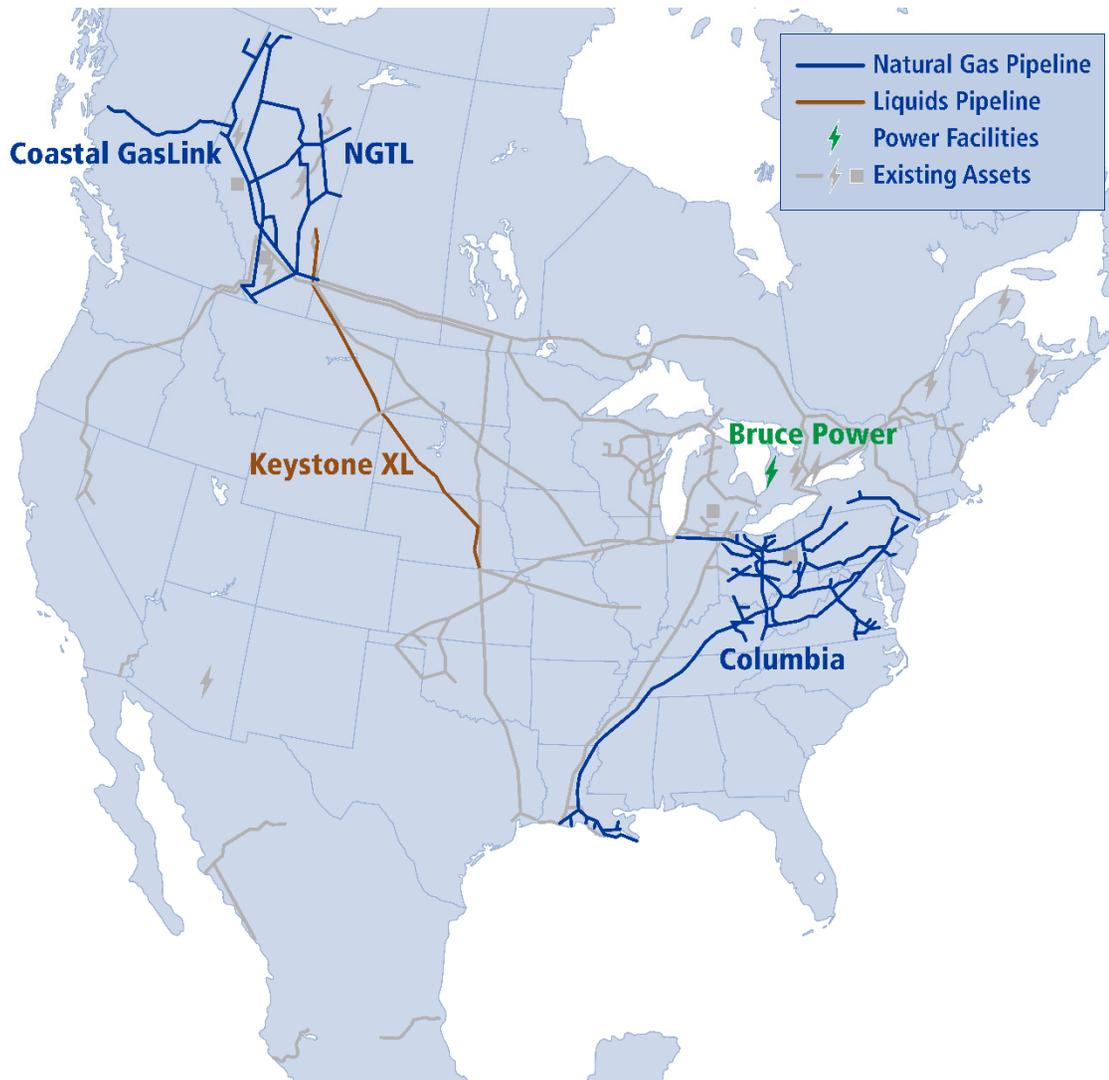 Natural Gas Pipeline
Liquids Pipeline
Power Facilities
Existing Assets
Coastal GasLink
NGTL
Bruce Power
Keystone XL
Columbia